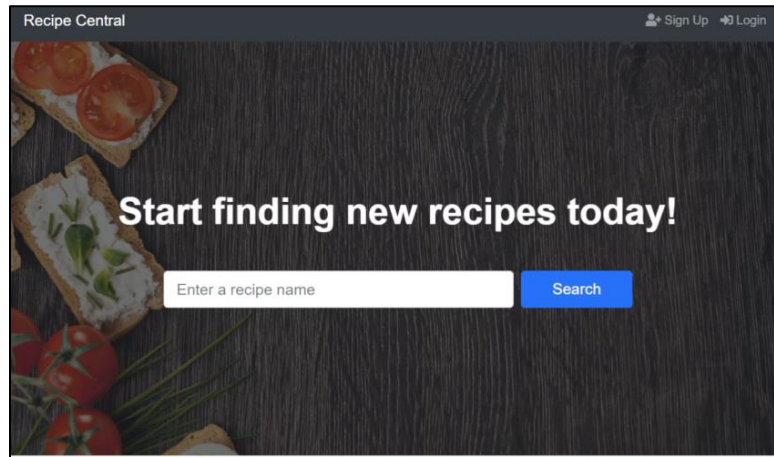 Recipe Central
Sign Up Login
Start finding new recipes today!
Enter a recipe name
Search